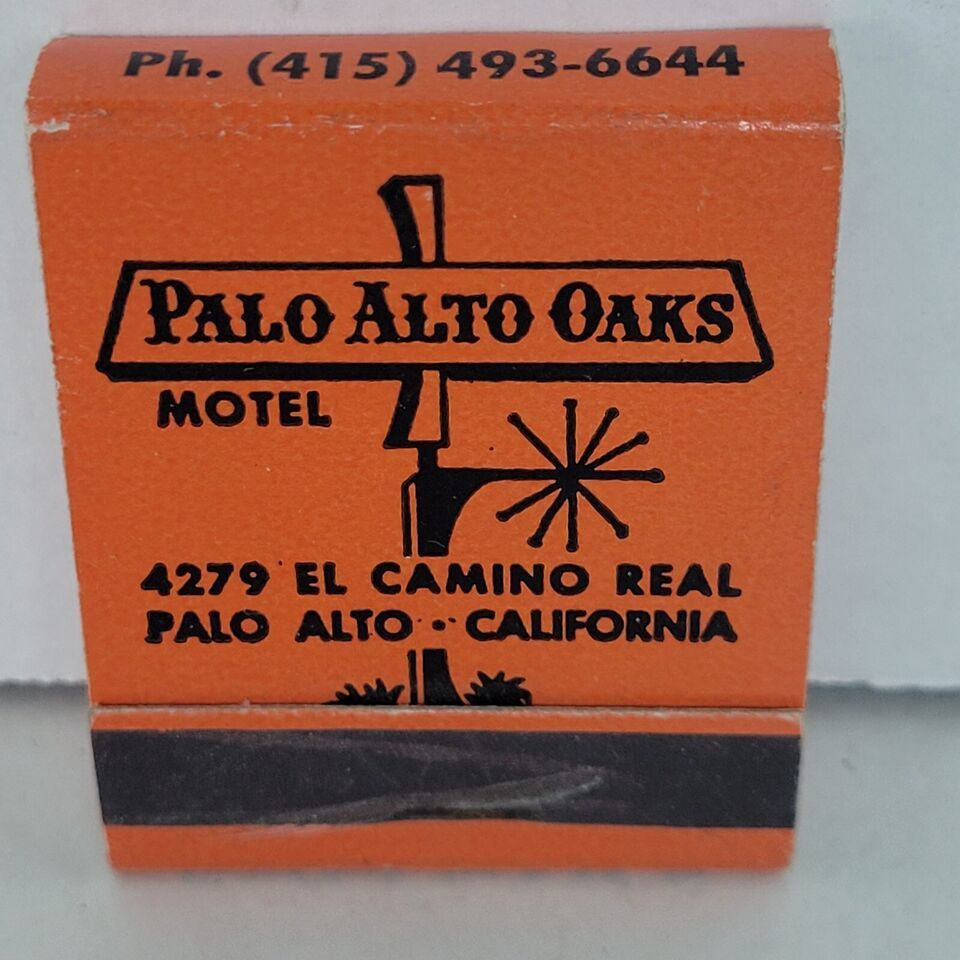 Ph. (415) 493-6644
PALO ALTO OAKS
MOTEL
4279 EL CAMINO REAL
PALO ALTO · CALIFORNIA